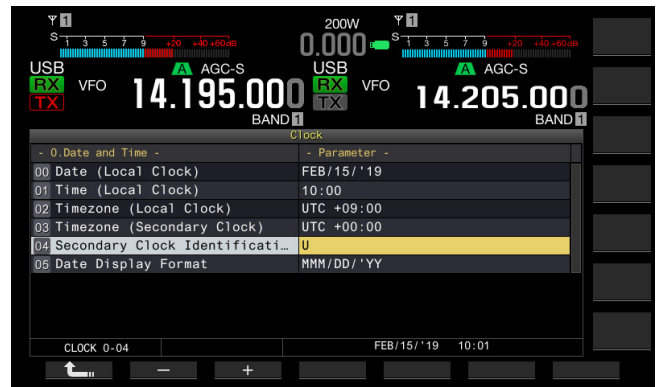 1 200W 1
S 1 3 5 7 9 +20 +40 +60dB 0.000 S 1 3 5 7 9 +20 +40 +60dB
USB A AGC-S USB A AGC-S
RX VFO 14.195.000 RX VFO 14.205.000
TX TX
BAND 1 BAND 1
Clock
- 0.Date and Time - - Parameter -
00 Date (Local Clock) FEB/15/'19
01 Time (Local Clock) 10:00
02 Timezone (Local Clock) UTC +09:00
03 Timezone (Secondary Clock) UTC +00:00
04 Secondary Clock Identificati… U
05 Date Display Format MMM/DD/'YY
CLOCK 0-04 FEB/15/'19 10:01
− +